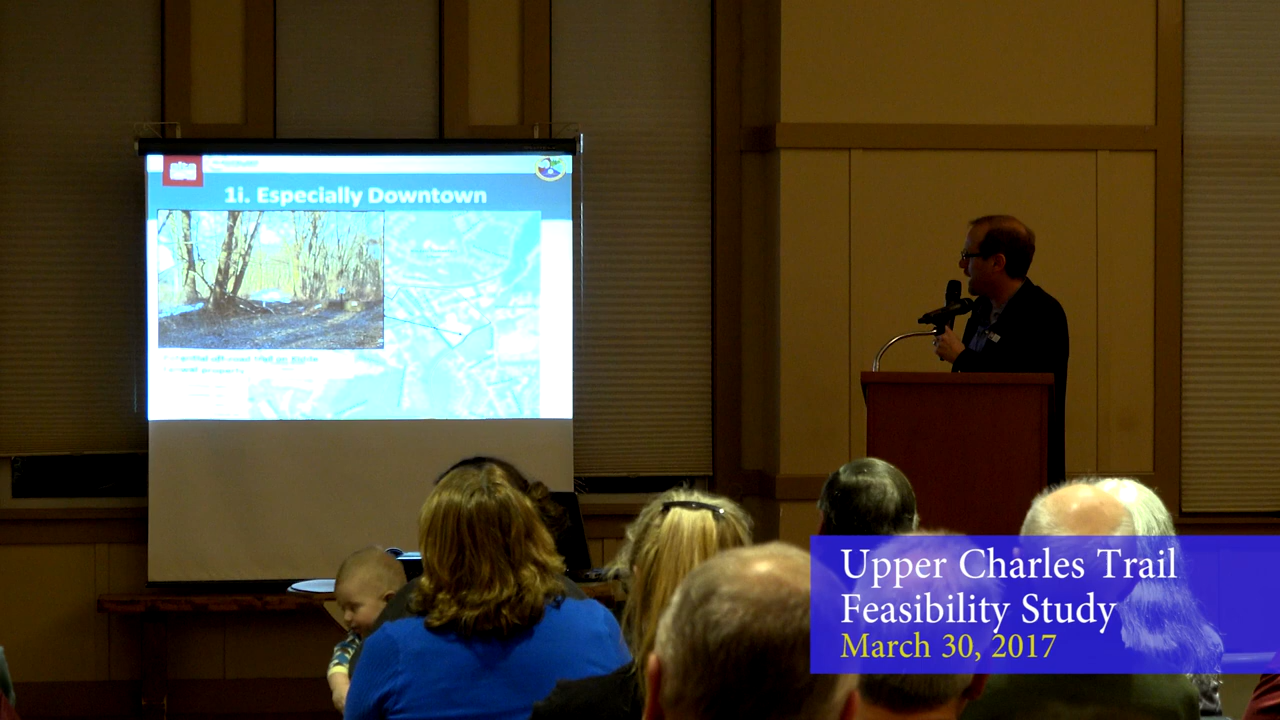 1i. Especially Downtown
Upper Charles Trail
Feasibility Study
March 30, 2017